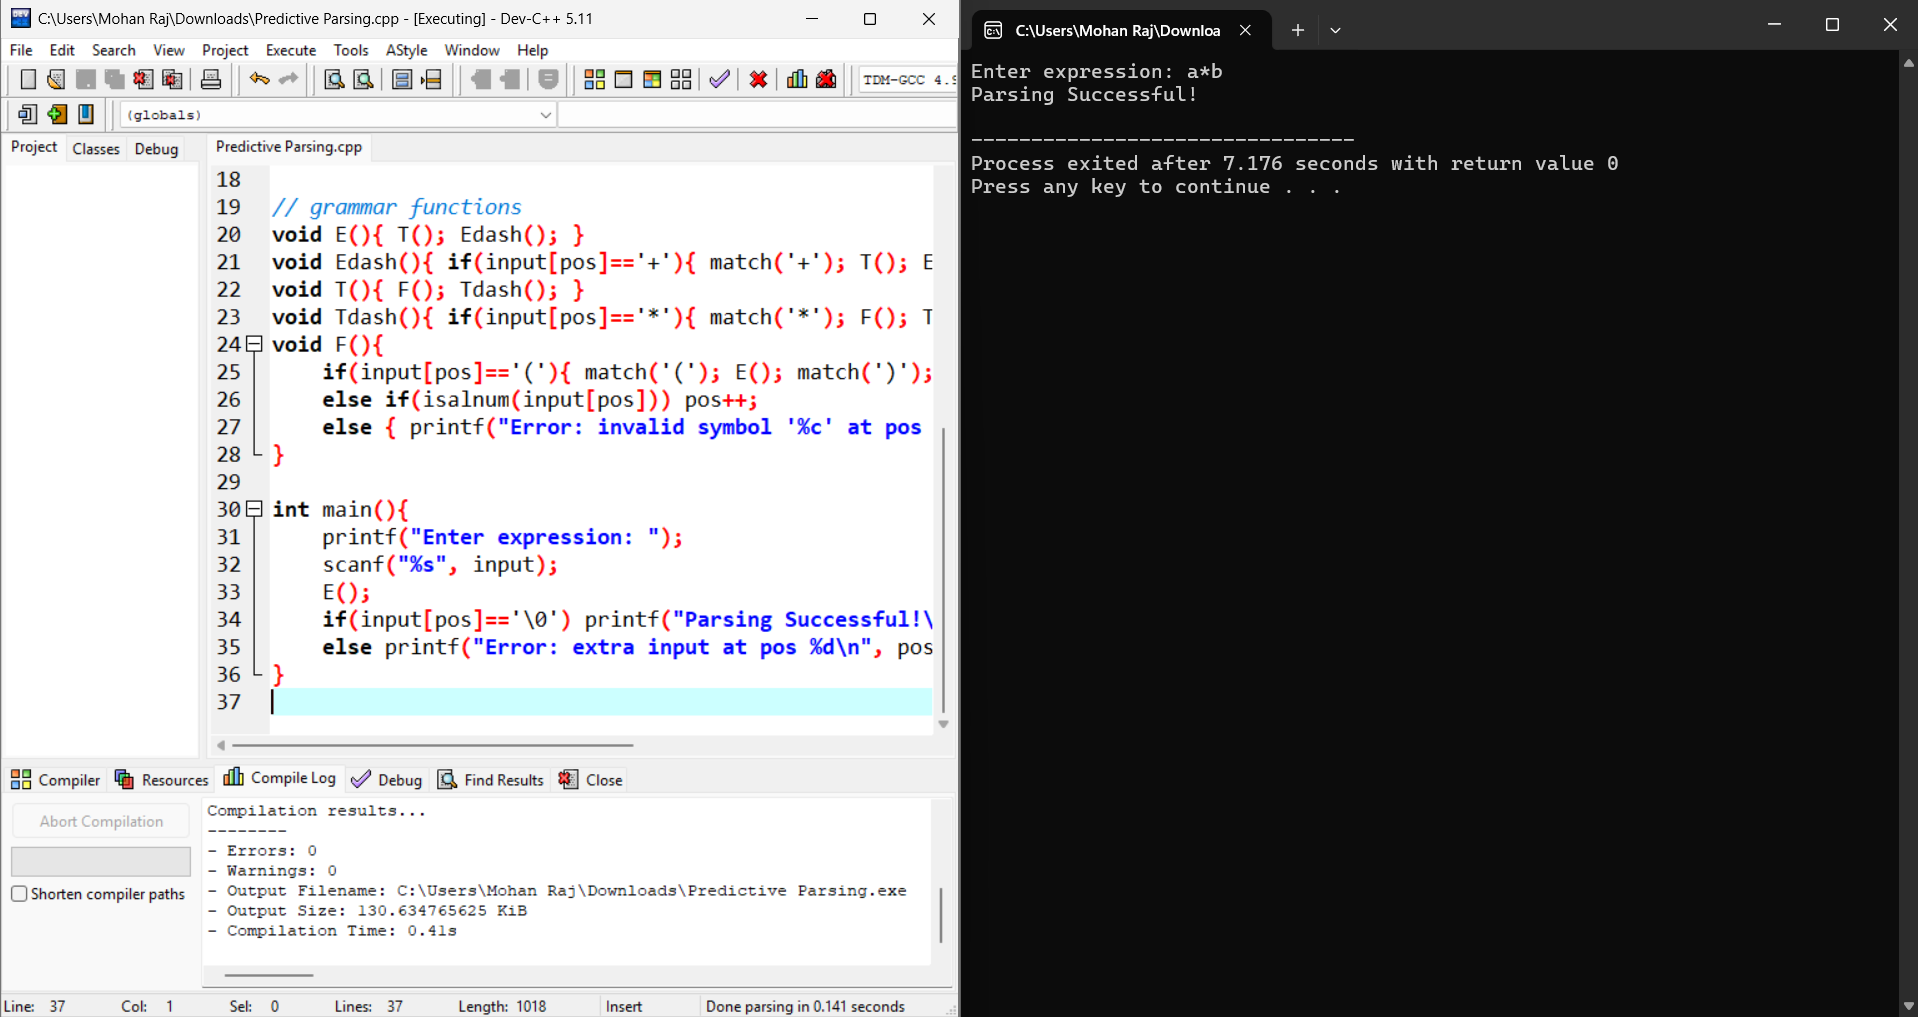 C:\Users\Mohan Raj\Downloads\Predictive Parsing.cpp - [Executing] - Dev-C++ 5.11
File Edit Search View Project Execute Tools AStyle Window Help
TDM-GCC 4.9
(globals)
Project Classes Debug
Predictive Parsing.cpp
18
19 // grammar functions
20 void E(){ T(); Edash(); }
21 void Edash(){ if(input[pos]=='+'){ match('+'); T(); E
22 void T(){ F(); Tdash(); }
23 void Tdash(){ if(input[pos]=='*'){ match('*'); F(); T
24 void F(){
25 if(input[pos]=='('){ match('('); E(); match(')');
26 else if(isalnum(input[pos])) pos++;
27 else { printf("Error: invalid symbol '%c' at pos
28 }
29
30 int main(){
31 printf("Enter expression: ");
32 scanf("%s", input);
33 E();
34 if(input[pos]=='\0') printf("Parsing Successful!\
35 else printf("Error: extra input at pos %d\n", pos
36 }
37
Compiler Resources Compile Log Debug Find Results Close
Abort Compilation
Shorten compiler paths
Compilation results...
--------
- Errors: 0
- Warnings: 0
- Output Filename: C:\Users\Mohan Raj\Downloads\Predictive Parsing.exe
- Output Size: 130.634765625 KiB
- Compilation Time: 0.41s
Line: 37 Col: 1 Sel: 0 Lines: 37 Length: 1018 Insert Done parsing in 0.141 seconds
C:\Users\Mohan Raj\Downloa
Enter expression: a*b
Parsing Successful!
--------------------------------
Process exited after 7.176 seconds with return value 0
Press any key to continue . . .